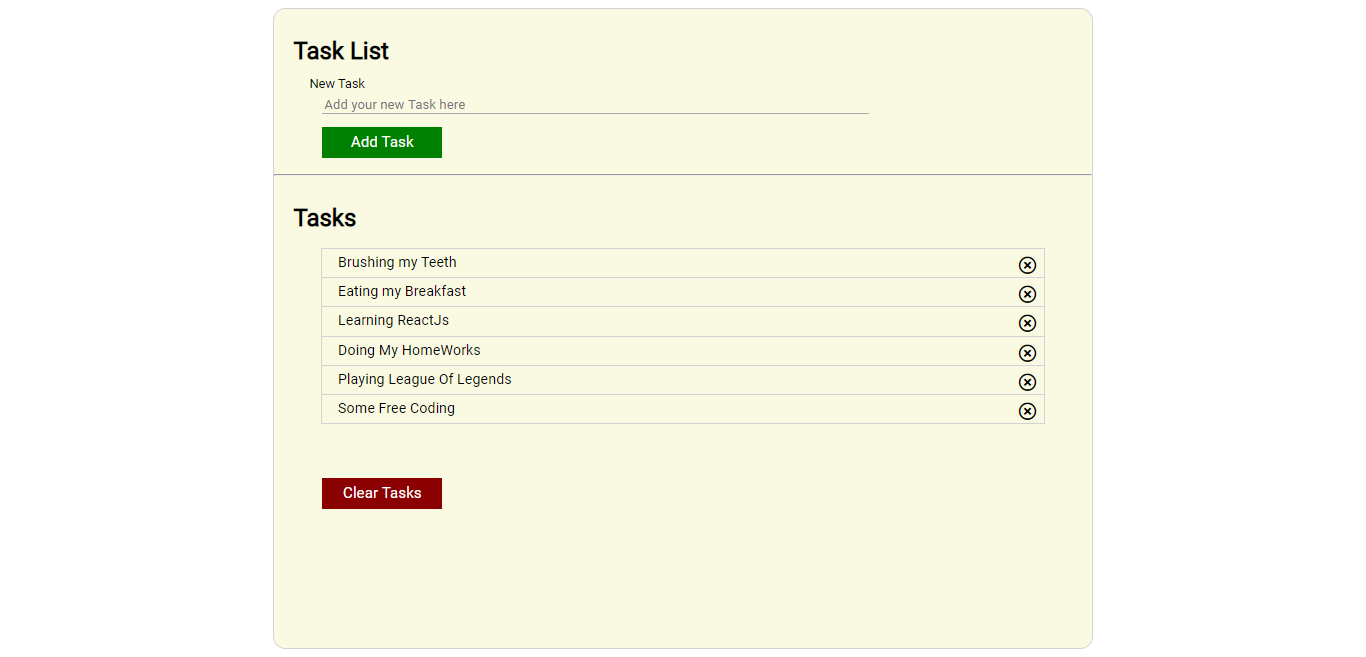 Task List
New Task
Add your new Task here
Add Task
Tasks
Brushing my Teeth
Eating my Breakfast
Learning ReactJs
Doing My HomeWorks
Playing League Of Legends
Some Free Coding
Clear Tasks